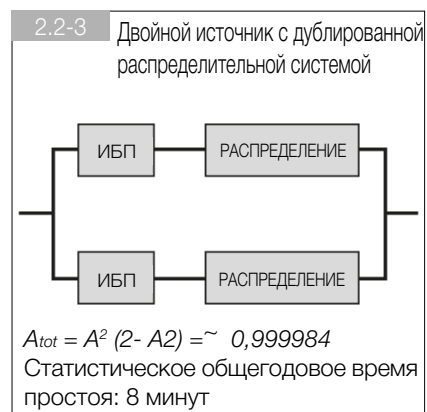 2.2-3 Двойной источник с дублированной
распределительной системой
ИБП РАСПРЕДЕЛЕНИЕ
ИБП РАСПРЕДЕЛЕНИЕ
Atot = A² (2- A2) =~ 0,999984
Статистическое общегодовое время
простоя: 8 минут